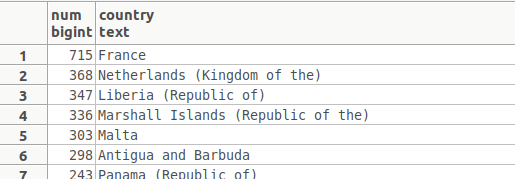 num country
bigint text
1 715 France
2 368 Netherlands (Kingdom of the)
3 347 Liberia (Republic of)
4 336 Marshall Islands (Republic of the)
5 303 Malta
6 298 Antigua and Barbuda
7 243 Panama (Republic of)